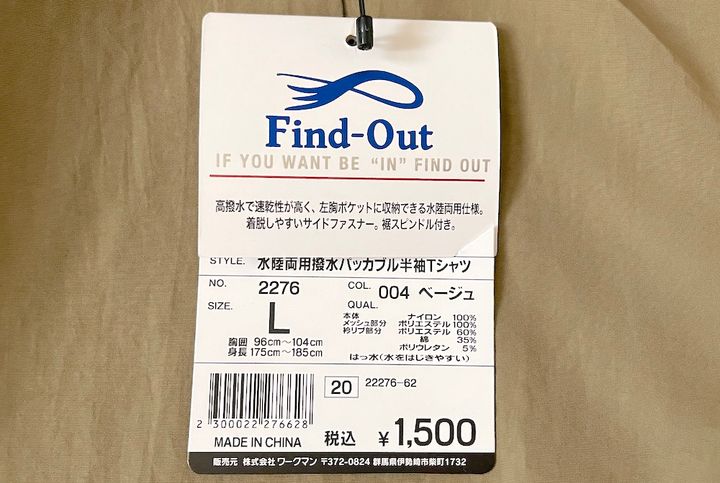 Find-Out
IF YOU WANT BE “IN” FIND OUT
高撥水で速乾性が高く、左胸ポケットに収納できる水陸両用仕様。
着脱しやすいサイドファスナー。裾スピンドル付き。
STYLE. 水陸両用撥水パッカブル半袖Tシャツ
NO. 2276 COL. 004 ベージュ
SIZE. L QUAL.
本体 ナイロン 100%
メッシュ部分 ポリエステル 100%
衿リブ部分 ポリエステル 60%
綿 35%
ポリウレタン 5%
胸囲 96cm〜104cm
身長 175cm〜185cm
はっ水(水をはじきやすい)
20 22276-62
2 300022 276628
MADE IN CHINA 税込 ¥1,500
販売元 株式会社 ワークマン 〒372-0824 群馬県伊勢崎市柴町1732